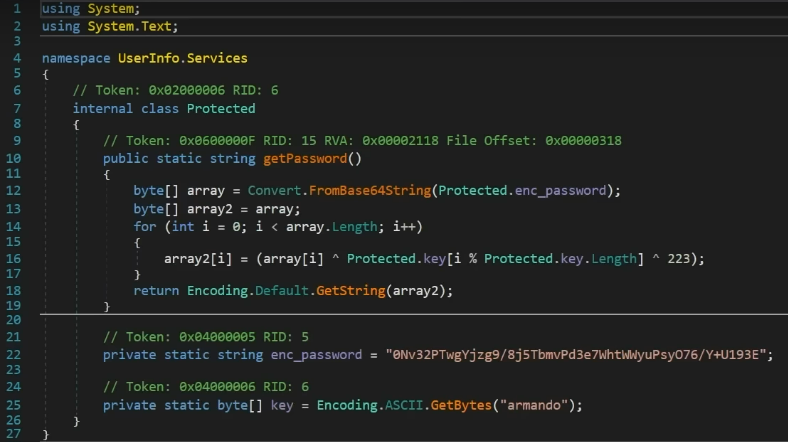 1 using System;
2 using System.Text;
3
4 namespace UserInfo.Services
5 {
6 // Token: 0x02000006 RID: 6
7 internal class Protected
8 {
9 // Token: 0x0600000F RID: 15 RVA: 0x00002118 File Offset: 0x00000318
10 public static string getPassword()
11 {
12 byte[] array = Convert.FromBase64String(Protected.enc_password);
13 byte[] array2 = array;
14 for (int i = 0; i < array.Length; i++)
15 {
16 array2[i] = (array[i] ^ Protected.key[i % Protected.key.Length] ^ 223);
17 }
18 return Encoding.Default.GetString(array2);
19 }
20
21 // Token: 0x04000005 RID: 5
22 private static string enc_password = "0Nv32PTwgYjzg9/8j5TbmvPd3e7WhtWWyuPsyO76/Y+U193E";
23
24 // Token: 0x04000006 RID: 6
25 private static byte[] key = Encoding.ASCII.GetBytes("armando");
26 }
27 }